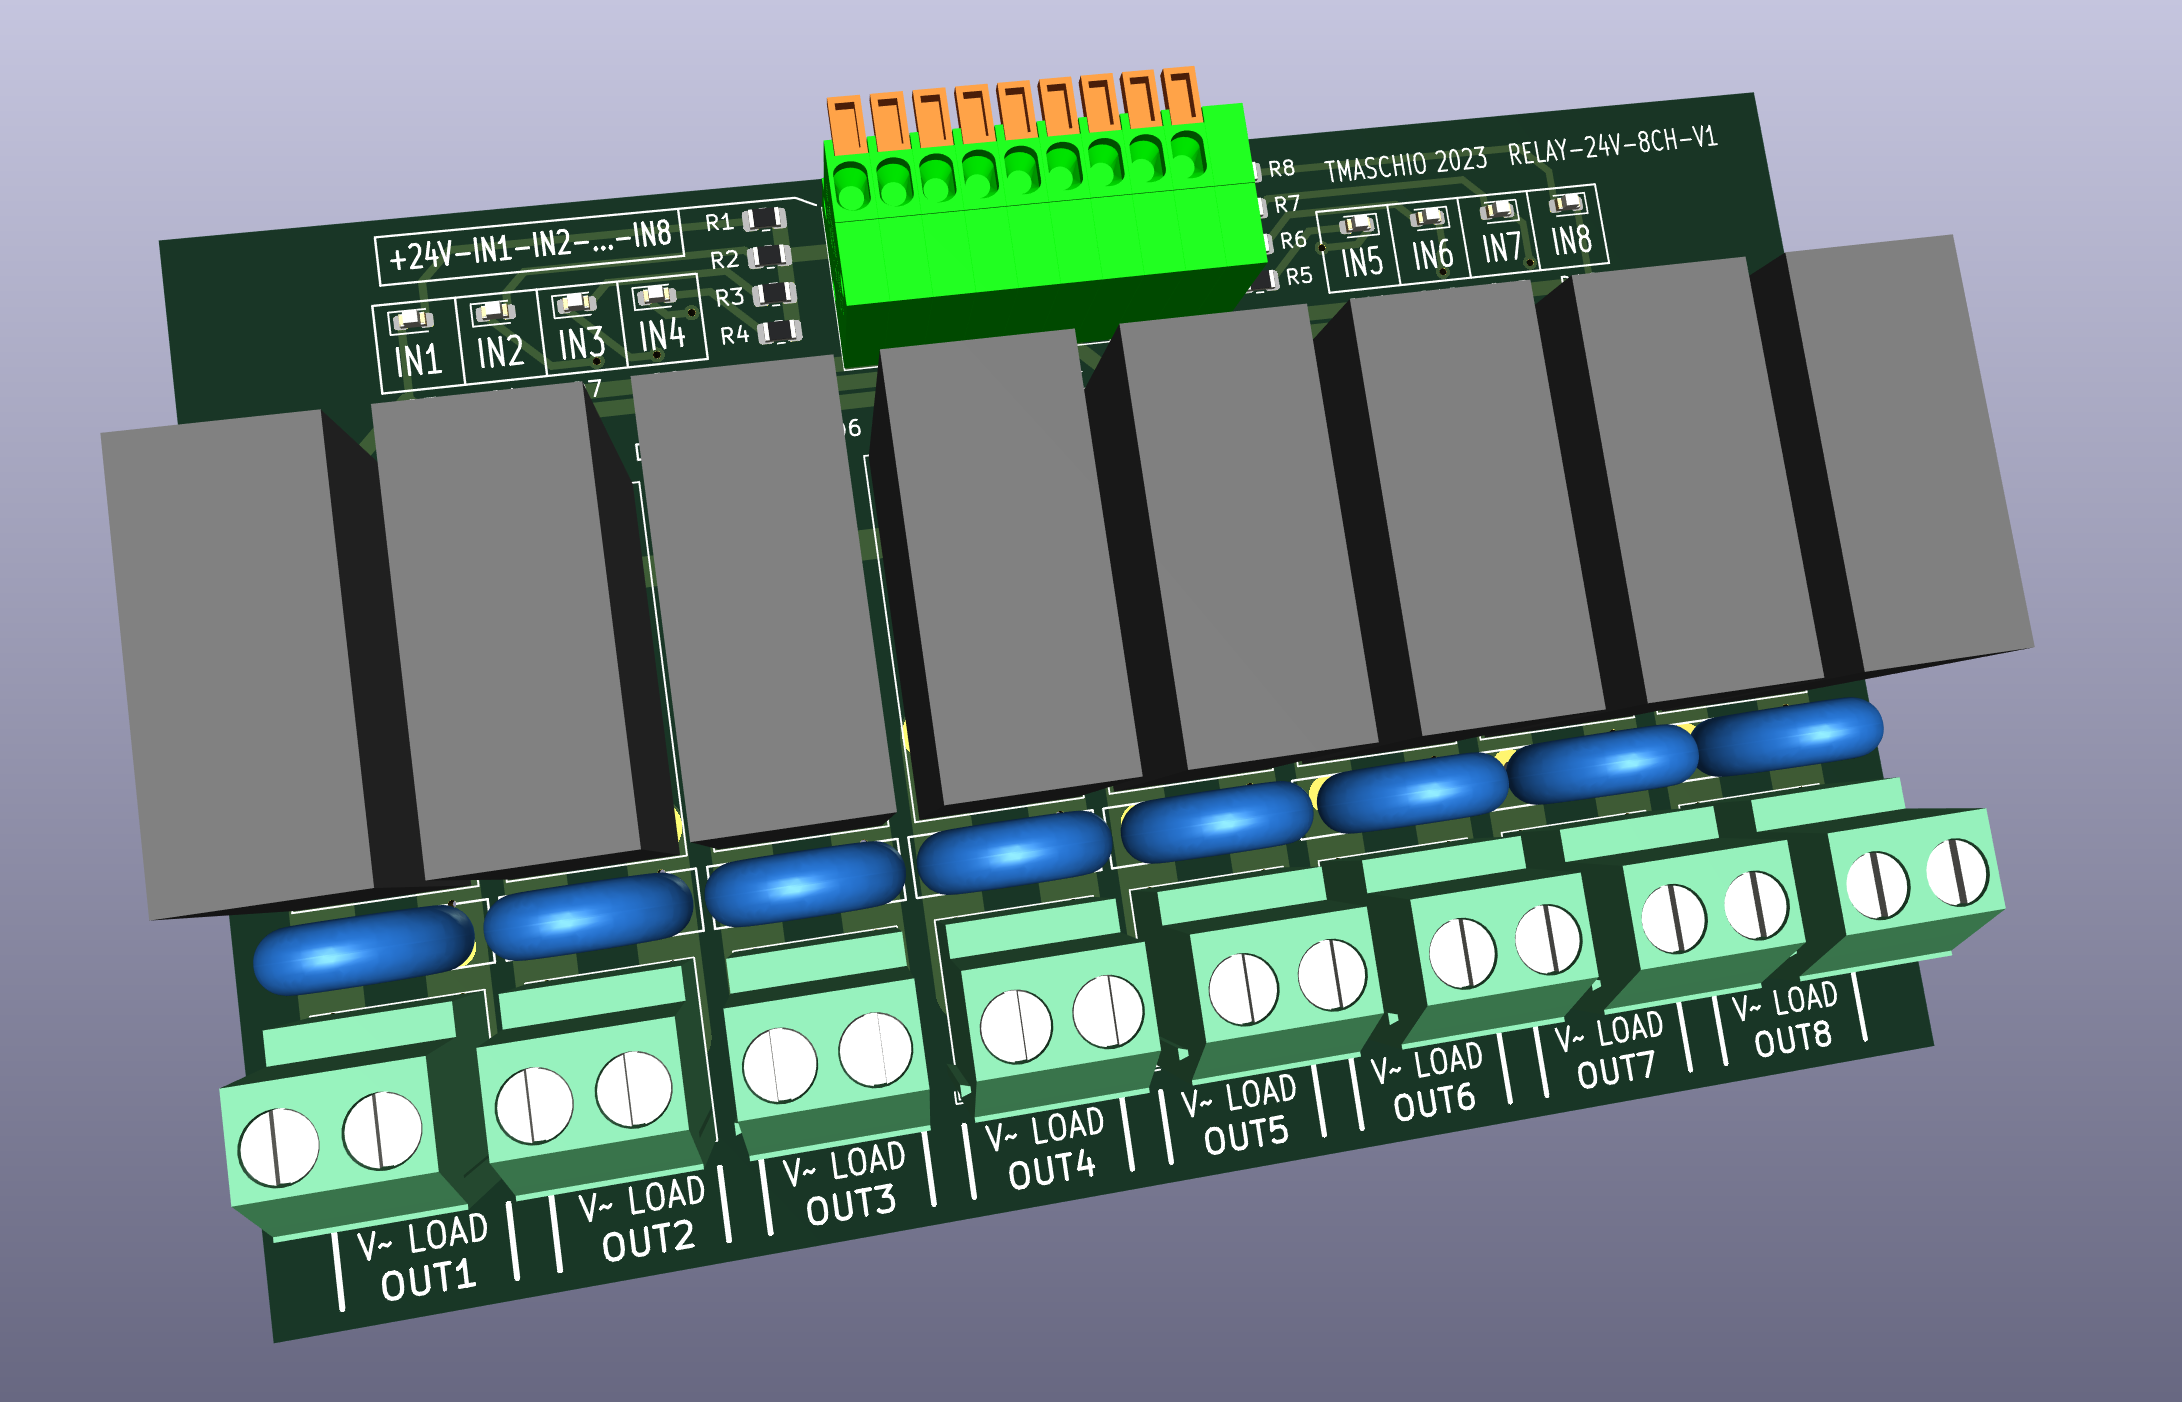 TMASCHIO 2023 RELAY-24V-8CH-V1
+24V-IN1-IN2-...-IN8
R1
R2
R3
R4
R8
R7
R6
R5
IN1 IN2 IN3 IN4
IN5 IN6 IN7 IN8
7
V~ LOAD
OUT1
V~ LOAD
OUT2
V~ LOAD
OUT3
V~ LOAD
OUT4
V~ LOAD
OUT5
V~ LOAD
OUT6
V~ LOAD
OUT7
V~ LOAD
OUT8